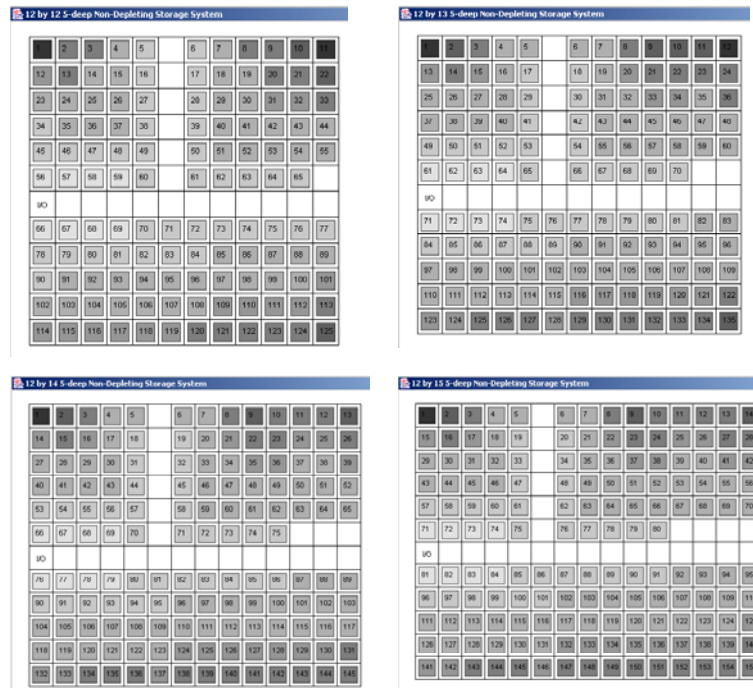 12 by 12 5-deep Non-Depleting Storage System
1 2 3 4 5 6 7 8 9 10 11
12 13 14 15 16 17 18 19 20 21 22
23 24 25 26 27 28 29 30 31 32 33
34 35 36 37 38 39 40 41 42 43 44
45 46 47 48 49 50 51 52 53 54 55
56 57 58 59 60 61 62 63 64 65
I/O
66 67 68 69 70 71 72 73 74 75 76 77
78 79 80 81 82 83 84 85 86 87 88 89
90 91 92 93 94 95 96 97 98 99 100 101
102 103 104 105 106 107 108 109 110 111 112 113
114 115 116 117 118 119 120 121 122 123 124 125
12 by 13 5-deep Non-Depleting Storage System
1 2 3 4 5 6 7 8 9 10 11 12
13 14 15 16 17 18 19 20 21 22 23 24
25 26 27 28 29 30 31 32 33 34 35 36
37 38 39 40 41 42 43 44 45 46 47 48
49 50 51 52 53 54 55 56 57 58 59 60
61 62 63 64 65 66 67 68 69 70
I/O
71 72 73 74 75 76 77 78 79 80 81 82 83
84 85 86 87 88 89 90 91 92 93 94 95 96
97 98 99 100 101 102 103 104 105 106 107 108 109
110 111 112 113 114 115 116 117 118 119 120 121 122
123 124 125 126 127 128 129 130 131 132 133 134 135
12 by 14 5-deep Non-Depleting Storage System
1 2 3 4 5 6 7 8 9 10 11 12 13
14 15 16 17 18 19 20 21 22 23 24 25 26
27 28 29 30 31 32 33 34 35 36 37 38 39
40 41 42 43 44 45 46 47 48 49 50 51 52
53 54 55 56 57 58 59 60 61 62 63 64 65
66 67 68 69 70 71 72 73 74 75
I/O
76 77 78 79 80 81 82 83 84 85 86 87 88 89
90 91 92 93 94 95 96 97 98 99 100 101 102 103
104 105 106 107 108 109 110 111 112 113 114 115 116 117
118 119 120 121 122 123 124 125 126 127 128 129 130 131
132 133 134 135 136 137 138 139 140 141 142 143 144 145
12 by 15 5-deep Non-Depleting Storage System
1 2 3 4 5 6 7 8 9 10 11 12 13 14
15 16 17 18 19 20 21 22 23 24 25 26 27 28
29 30 31 32 33 34 35 36 37 38 39 40 41 42
43 44 45 46 47 48 49 50 51 52 53 54 55 56
57 58 59 60 61 62 63 64 65 66 67 68 69 70
71 72 73 74 75 76 77 78 79 80
I/O
81 82 83 84 85 86 87 88 89 90 91 92 93 94 95
96 97 98 99 100 101 102 103 104 105 106 107 108 109
111 112 113 114 115 116 117 118 119 120 121 122 123 124
126 127 128 129 130 131 132 133 134 135 136 137 138 139
141 142 143 144 145 146 147 148 149 150 151 152 153 154